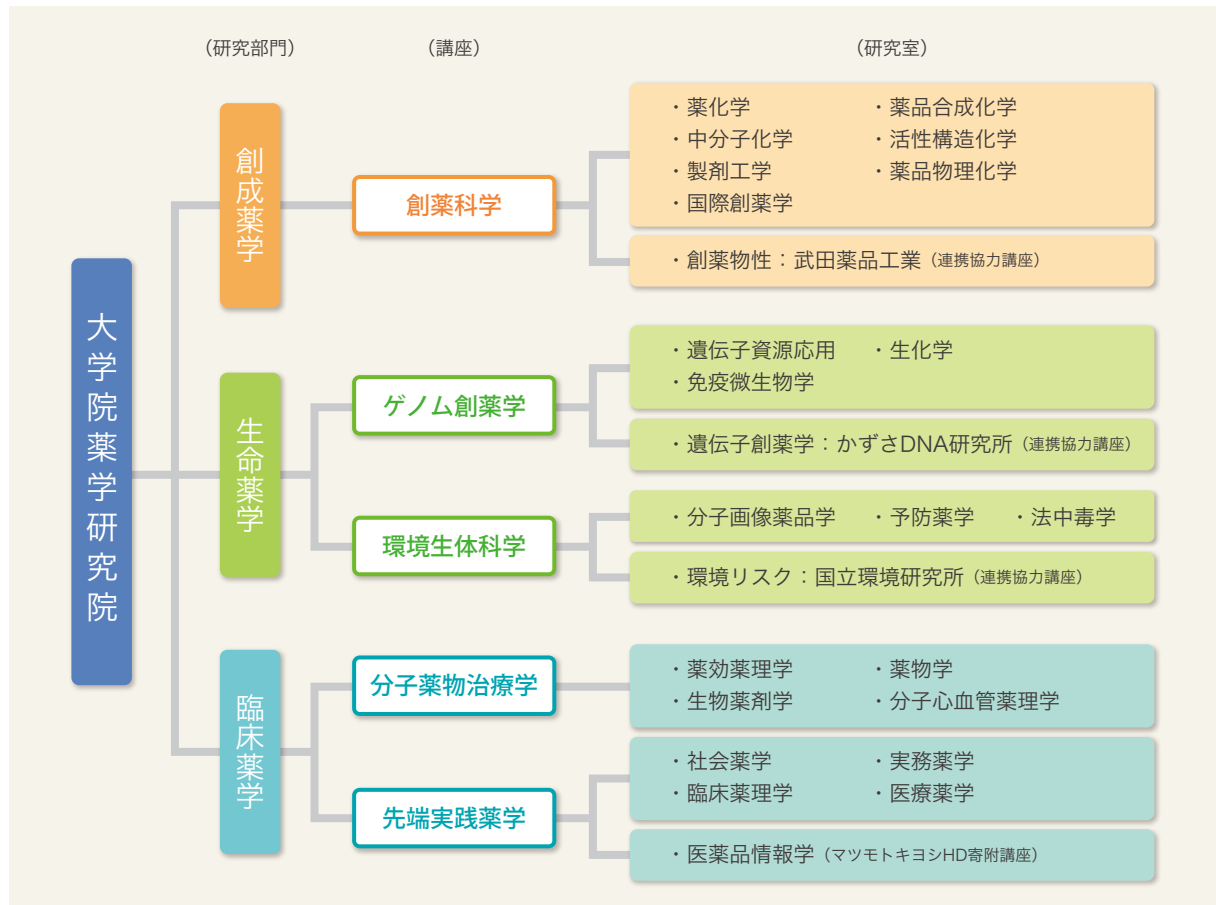 (研究部門)
(講座)
(研究室)
大学院薬学研究院
創成薬学
創薬科学
・薬化学 ・薬品合成化学
・中分子化学 ・活性構造化学
・製剤工学 ・薬品物理化学
・国際創薬学
・創薬物性：武田薬品工業（連携協力講座）
生命薬学
ゲノム創薬学
・遺伝子資源応用 ・生化学
・免疫微生物学
・遺伝子創薬学：かずさDNA研究所（連携協力講座）
環境生体科学
・分子画像薬品学 ・予防薬学 ・法中毒学
・環境リスク：国立環境研究所（連携協力講座）
臨床薬学
分子薬物治療学
・薬効薬理学 ・薬物学
・生物薬剤学 ・分子心血管薬理学
先端実践薬学
・社会薬学 ・実務薬学
・臨床薬理学 ・医療薬学
・医薬品情報学（マツモトキヨシHD寄附講座）